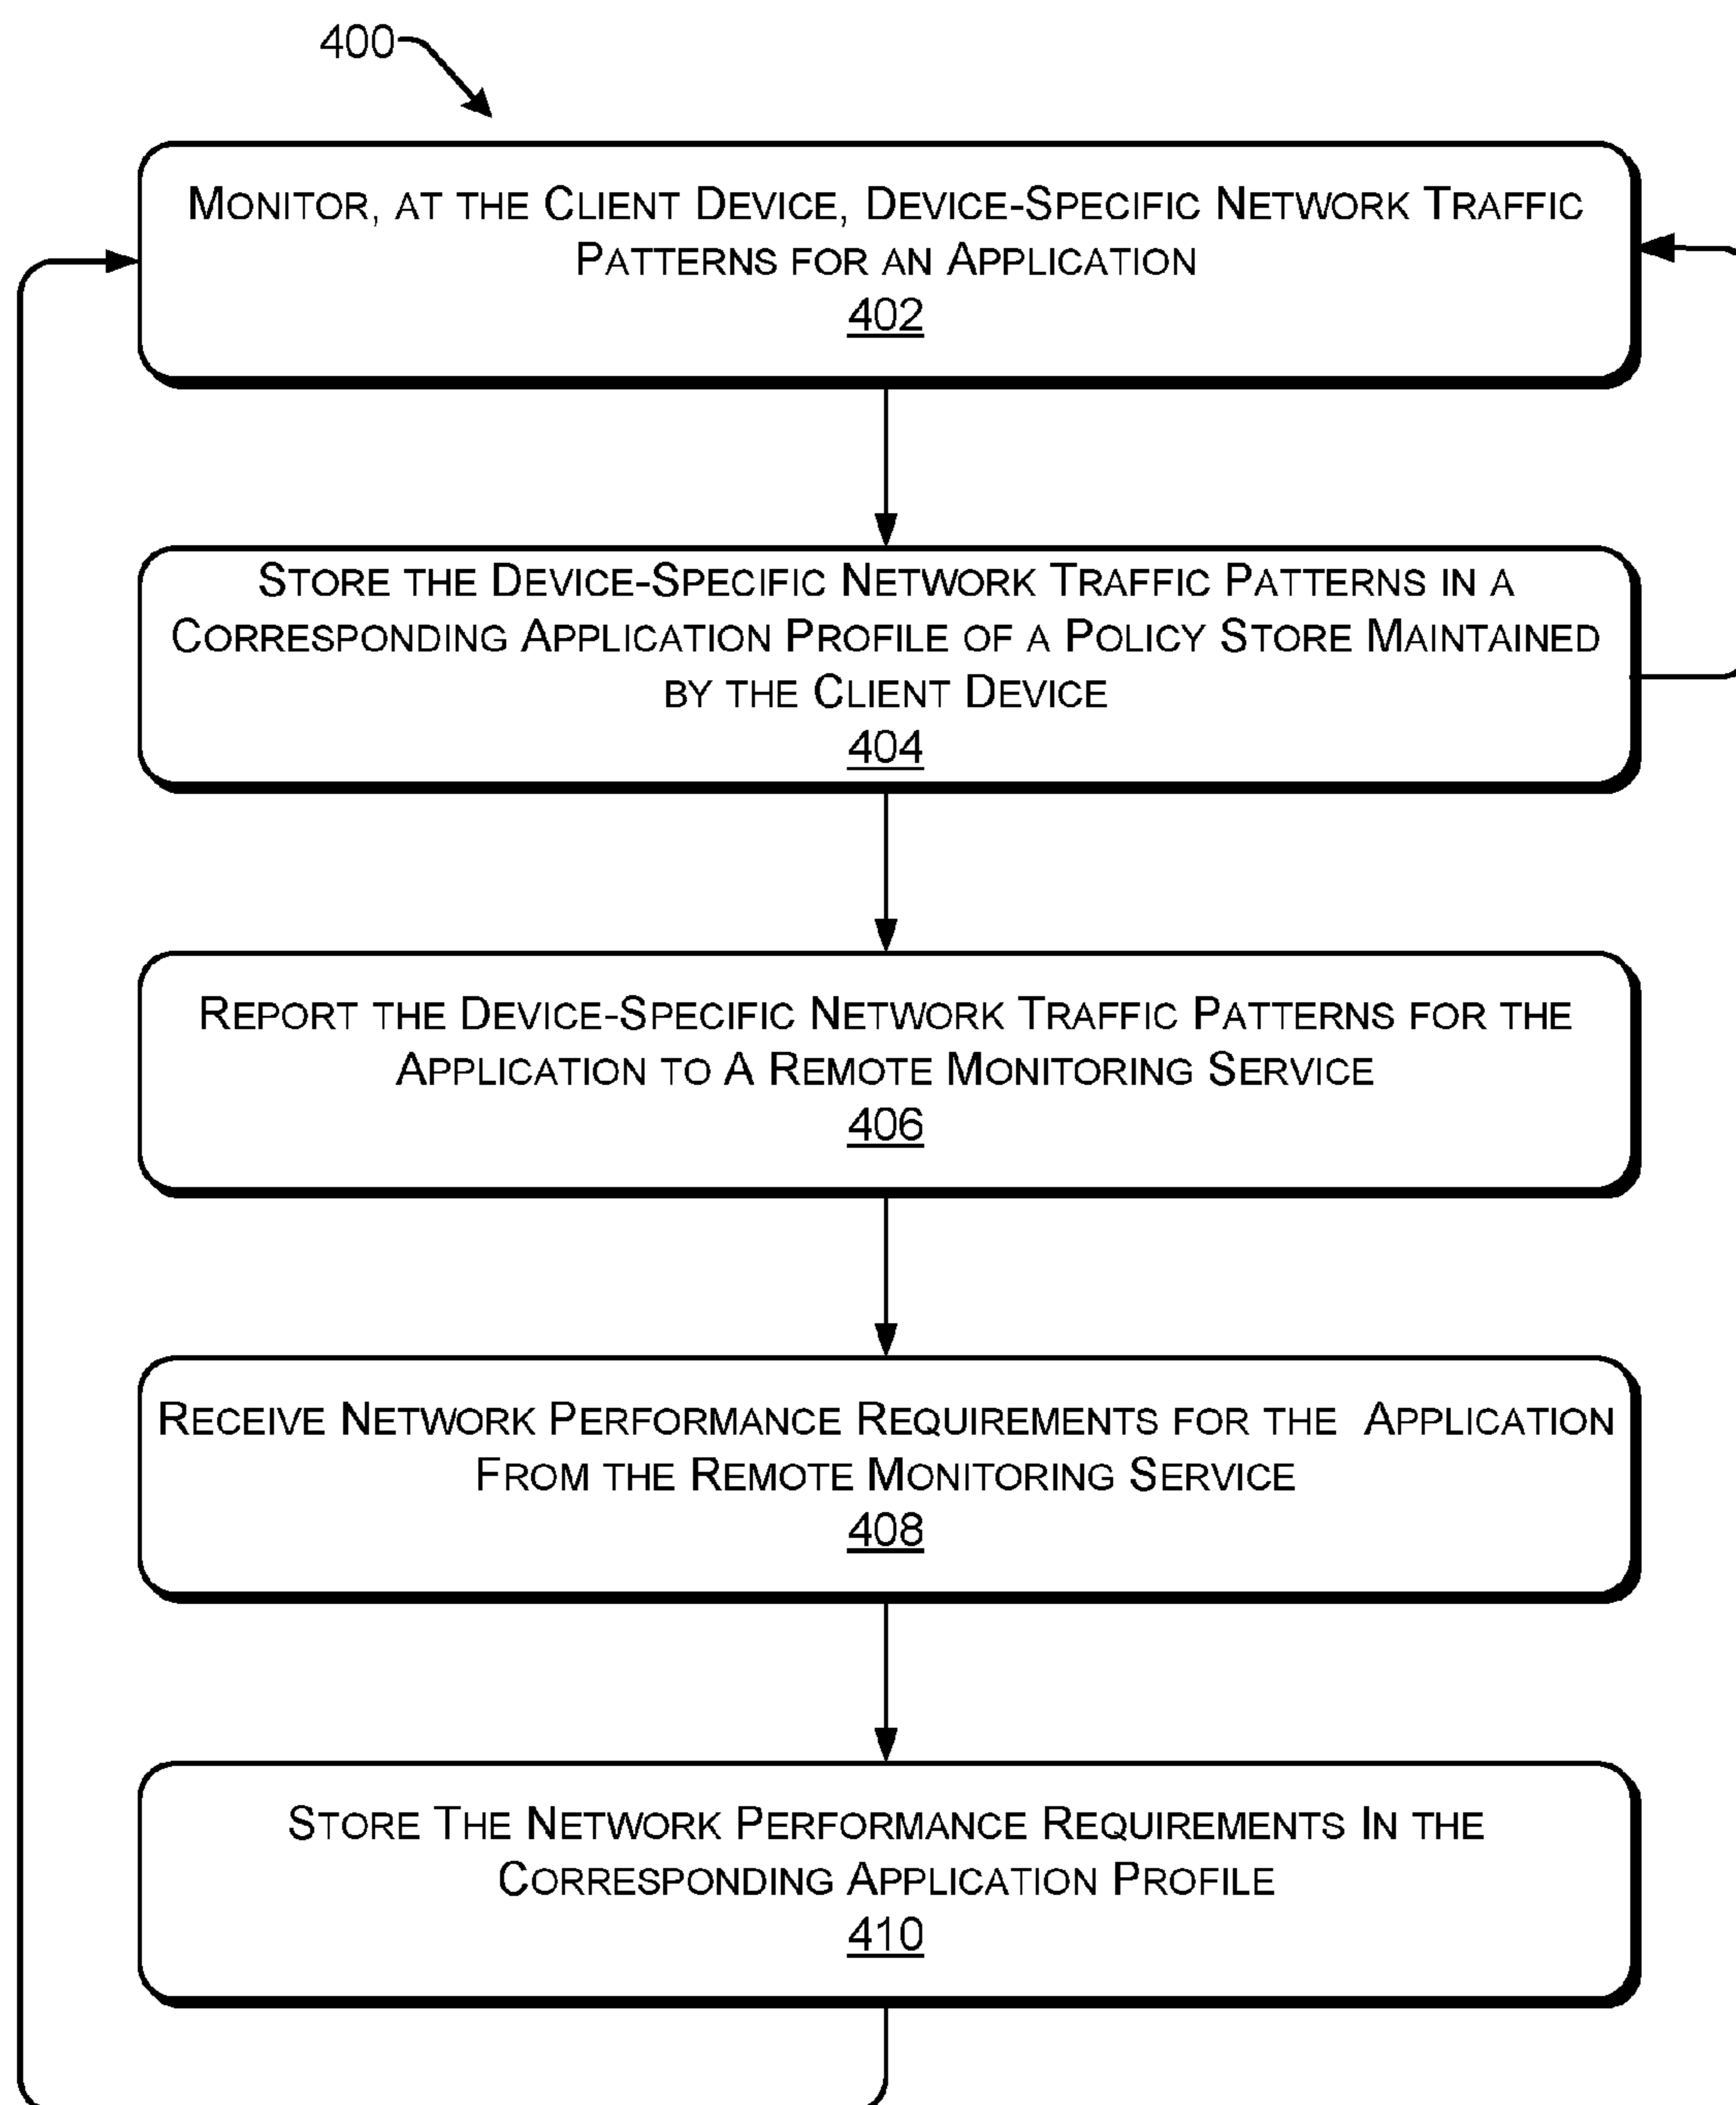 400
MONITOR, AT THE CLIENT DEVICE, DEVICE-SPECIFIC NETWORK TRAFFIC
PATTERNS FOR AN APPLICATION
402
STORE THE DEVICE-SPECIFIC NETWORK TRAFFIC PATTERNS IN A
CORRESPONDING APPLICATION PROFILE OF A POLICY STORE MAINTAINED
BY THE CLIENT DEVICE
404
REPORT THE DEVICE-SPECIFIC NETWORK TRAFFIC PATTERNS FOR THE
APPLICATION TO A REMOTE MONITORING SERVICE
406
RECEIVE NETWORK PERFORMANCE REQUIREMENTS FOR THE APPLICATION
FROM THE REMOTE MONITORING SERVICE
408
STORE THE NETWORK PERFORMANCE REQUIREMENTS IN THE
CORRESPONDING APPLICATION PROFILE
410